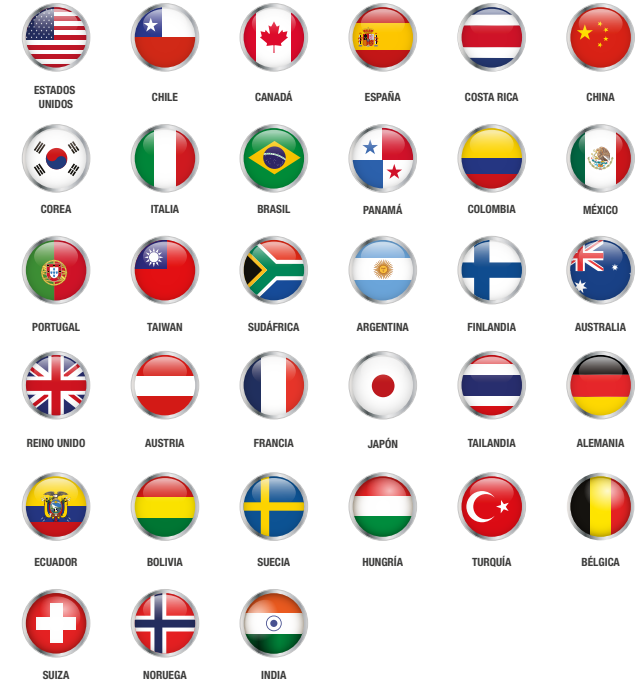 ESTADOS
UNIDOS
CHILE
CANADÁ
ESPAÑA
COSTA RICA
CHINA
COREA
ITALIA
BRASIL
PANAMÁ
COLOMBIA
MÉXICO
PORTUGAL
TAIWAN
SUDÁFRICA
ARGENTINA
FINLANDIA
AUSTRALIA
REINO UNIDO
AUSTRIA
FRANCIA
JAPÓN
TAILANDIA
ALEMANIA
ECUADOR
BOLIVIA
SUECIA
HUNGRÍA
TURQUÍA
BÉLGICA
SUIZA
NORUEGA
INDIA